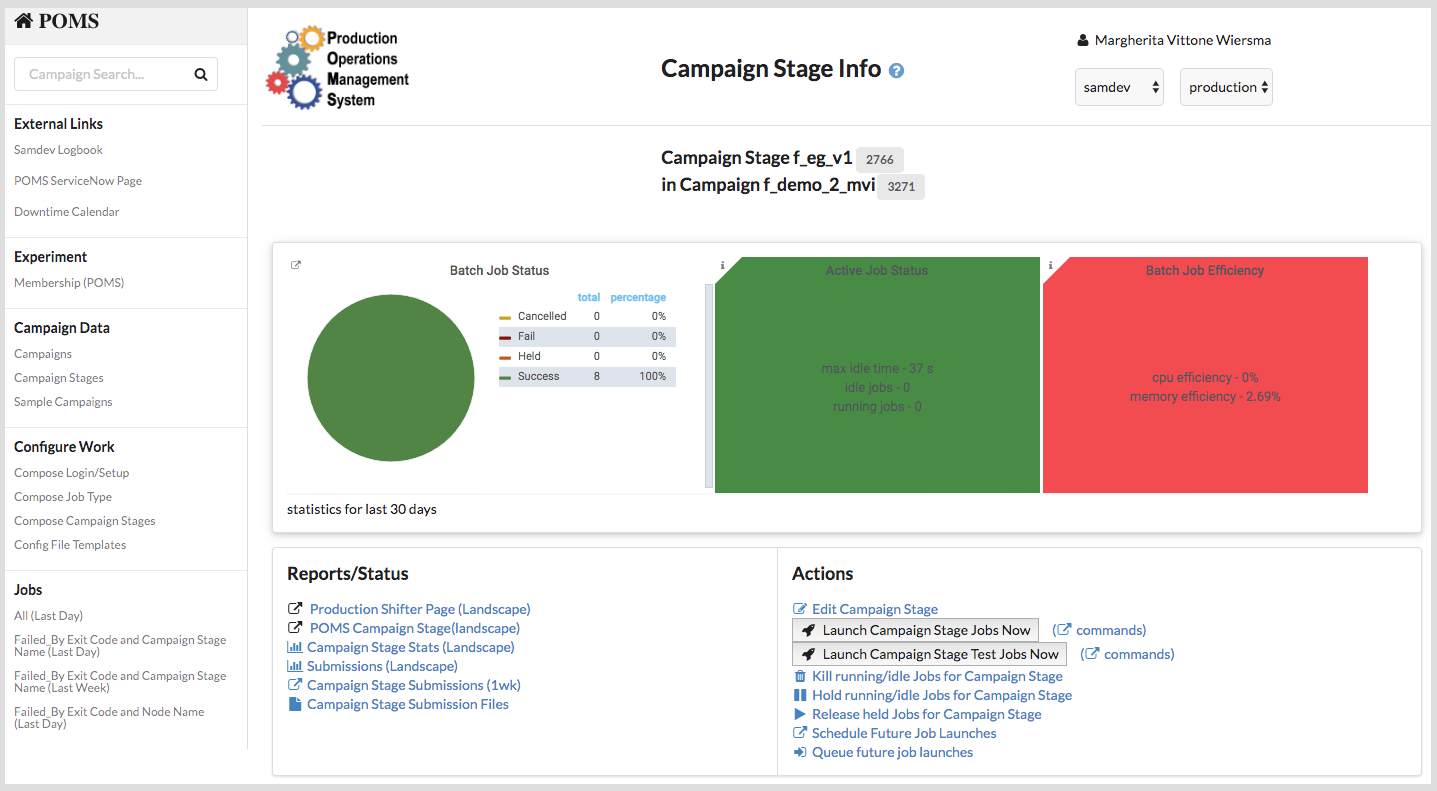 POMS
Campaign Search...
External Links
Samdev Logbook
POMS ServiceNow Page
Downtime Calendar
Experiment
Membership (POMS)
Campaign Data
Campaigns
Campaign Stages
Sample Campaigns
Configure Work
Compose Login/Setup
Compose Job Type
Compose Campaign Stages
Config File Templates
Jobs
All (Last Day)
Failed_By Exit Code and Campaign Stage
Name (Last Day)
Failed_By Exit Code and Campaign Stage
Name (Last Week)
Failed_By Exit Code and Node Name
(Last Day)
Production
Operations
Management
System
Campaign Stage Info ?
Margherita Vittone Wiersma
samdev production
Campaign Stage f_eg_v1 2766
in Campaign f_demo_2_mvi 3271
Batch Job Status
total percentage
Cancelled 0 0%
Fail 0 0%
Held 0 0%
Success 8 100%
i
Active Job Status
max idle time - 37 s
idle jobs - 0
running jobs - 0
i
Batch Job Efficiency
cpu efficiency - 0%
memory efficiency - 2.69%
statistics for last 30 days
Reports/Status
Production Shifter Page (Landscape)
POMS Campaign Stage(landscape)
Campaign Stage Stats (Landscape)
Submissions (Landscape)
Campaign Stage Submissions (1wk)
Campaign Stage Submission Files
Actions
Edit Campaign Stage
Launch Campaign Stage Jobs Now ( commands)
Launch Campaign Stage Test Jobs Now ( commands)
Kill running/idle Jobs for Campaign Stage
Hold running/idle Jobs for Campaign Stage
Release held Jobs for Campaign Stage
Schedule Future Job Launches
Queue future job launches